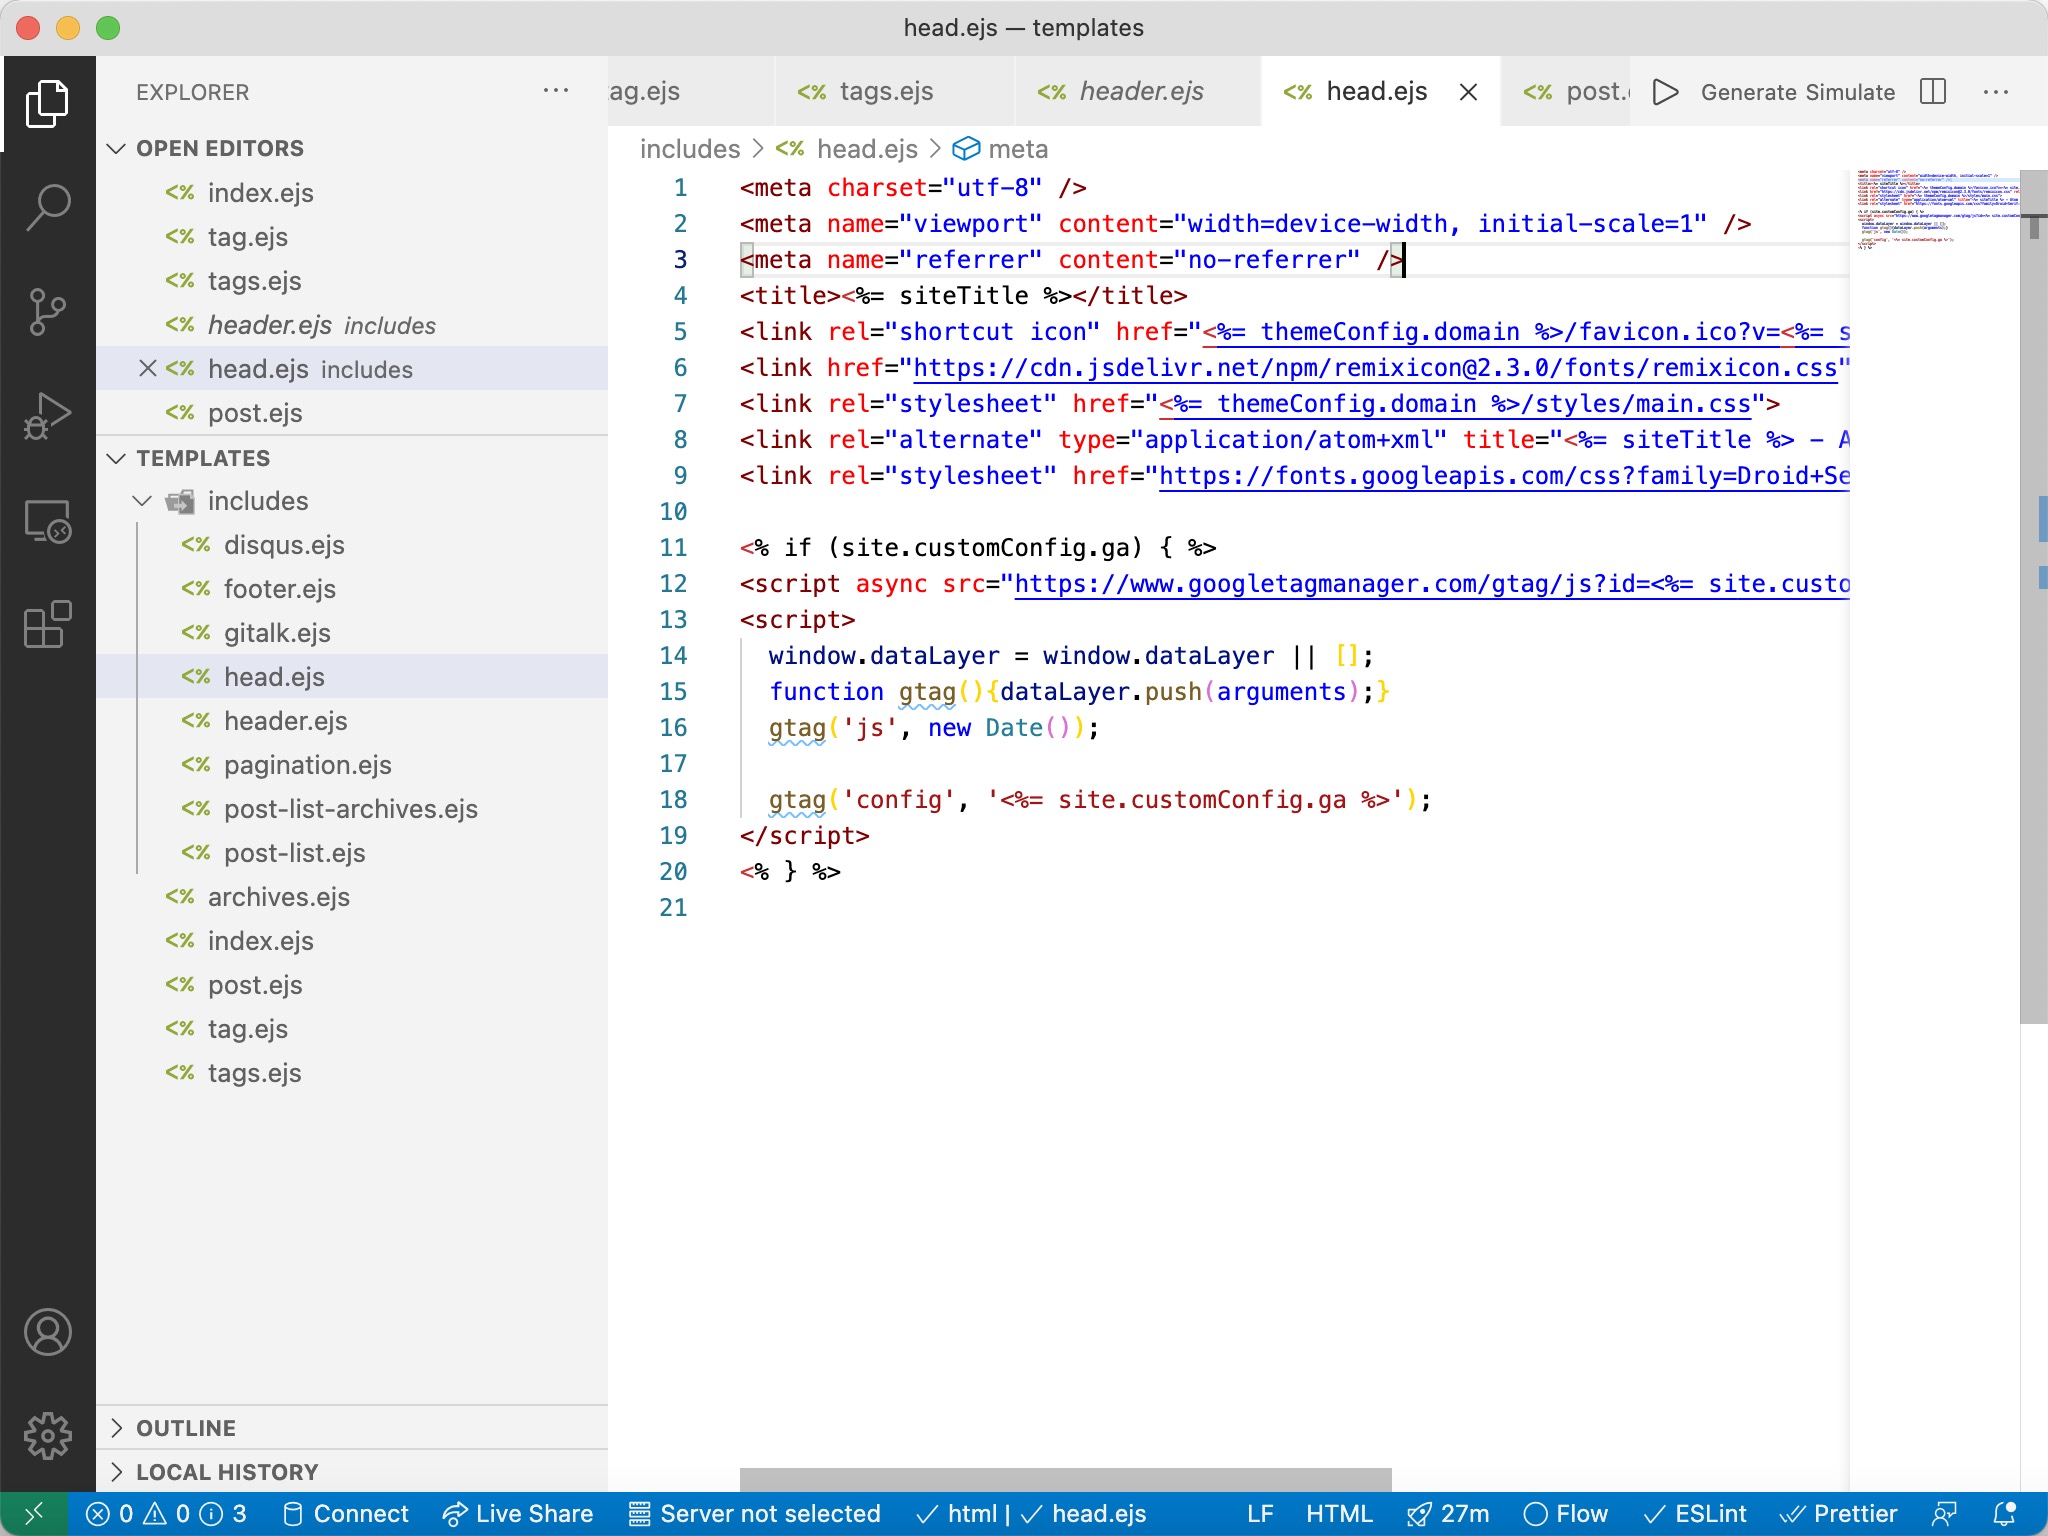 head.ejs — templates
EXPLORER
ag.ejs
tags.ejs
header.ejs
head.ejs
post.
Generate
Simulate
OPEN EDITORS
index.ejs
tag.ejs
tags.ejs
header.ejs includes
head.ejs includes
post.ejs
TEMPLATES
includes
disqus.ejs
footer.ejs
gitalk.ejs
head.ejs
header.ejs
pagination.ejs
post-list-archives.ejs
post-list.ejs
archives.ejs
index.ejs
post.ejs
tag.ejs
tags.ejs
OUTLINE
LOCAL HISTORY
includes > <% head.ejs > meta
1 <meta charset="utf-8" />
2 <meta name="viewport" content="width=device-width, initial-scale=1" />
3 <meta name="referrer" content="no-referrer" />
4 <title><%= siteTitle %></title>
5 <link rel="shortcut icon" href="<%= themeConfig.domain %>/favicon.ico?v=<%= s
6 <link href="https://cdn.jsdelivr.net/npm/remixicon@2.3.0/fonts/remixicon.css"
7 <link rel="stylesheet" href="<%= themeConfig.domain %>/styles/main.css">
8 <link rel="alternate" type="application/atom+xml" title="<%= siteTitle %> - A
9 <link rel="stylesheet" href="https://fonts.googleapis.com/css?family=Droid+Se
10
11 <% if (site.customConfig.ga) { %>
12 <script async src="https://www.googletagmanager.com/gtag/js?id=<%= site.custo
13 <script>
14 window.dataLayer = window.dataLayer || [];
15 function gtag(){dataLayer.push(arguments);}
16 gtag('js', new Date());
17
18 gtag('config', '<%= site.customConfig.ga %>');
19 </script>
20 <% } %>
21
0 0 3 Connect Live Share Server not selected html | head.ejs LF HTML 27m Flow ESLint Prettier